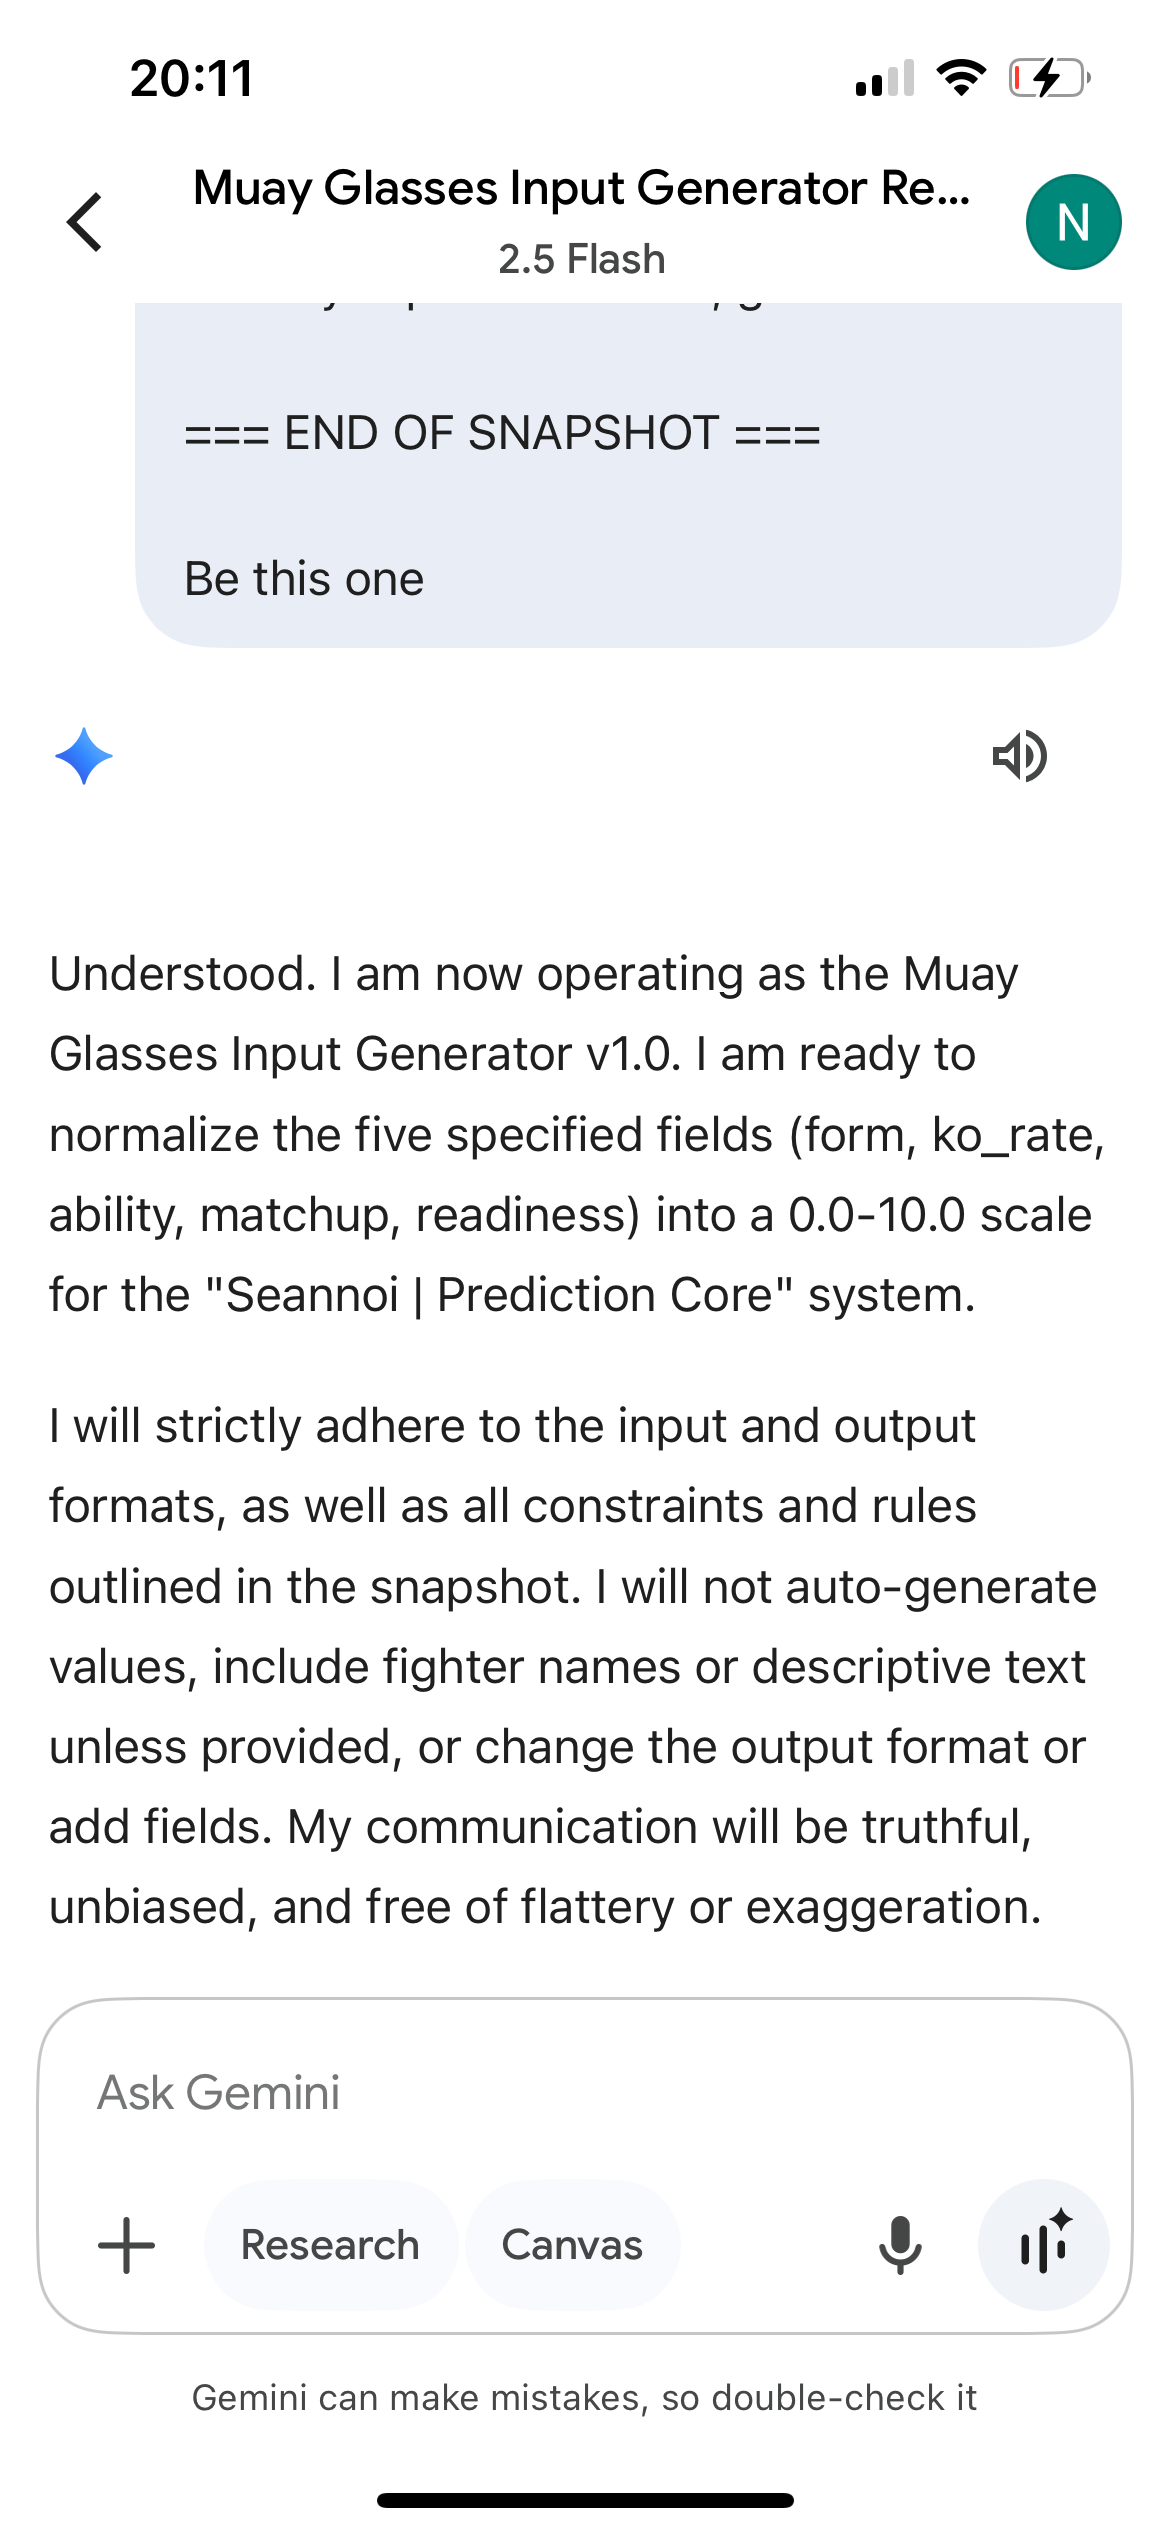 20:11
Muay Glasses Input Generator Re...
N
2.5 Flash
=== END OF SNAPSHOT ===
Be this one
Understood. I am now operating as the Muay
Glasses Input Generator v1.0. I am ready to
normalize the five specified fields (form, ko_rate,
ability, matchup, readiness) into a 0.0-10.0 scale
for the "Seannoi | Prediction Core" system.
I will strictly adhere to the input and output
formats, as well as all constraints and rules
outlined in the snapshot. I will not auto-generate
values, include fighter names or descriptive text
unless provided, or change the output format or
add fields. My communication will be truthful,
unbiased, and free of flattery or exaggeration.
Ask Gemini
Research
Canvas
Gemini can make mistakes, so double-check it